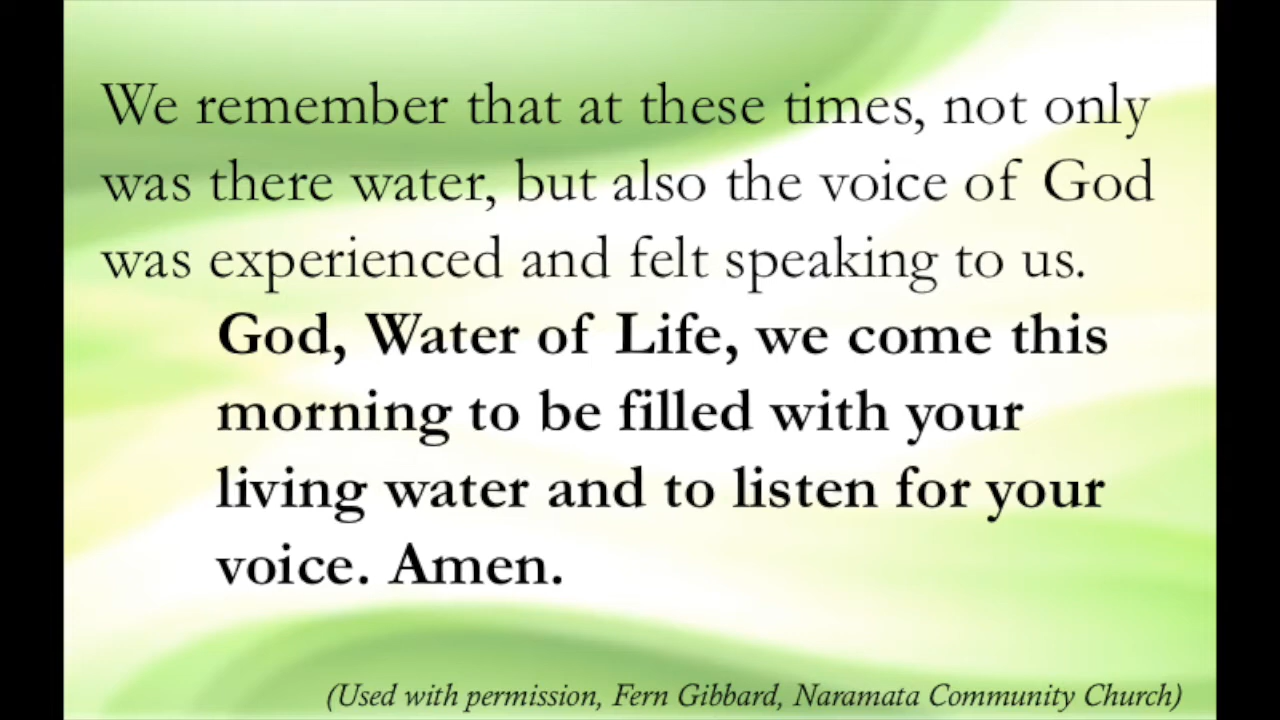 We remember that at these times, not only
was there water, but also the voice of God
was experienced and felt speaking to us.
God, Water of Life, we come this
morning to be filled with your
living water and to listen for your
voice. Amen.
(Used with permission, Fern Gibbard, Naramata Community Church)